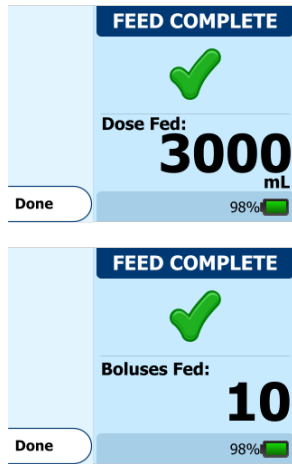 FEED COMPLETE
Dose Fed:
3000
mL
Done
98%
FEED COMPLETE
Boluses Fed:
10
Done
98%